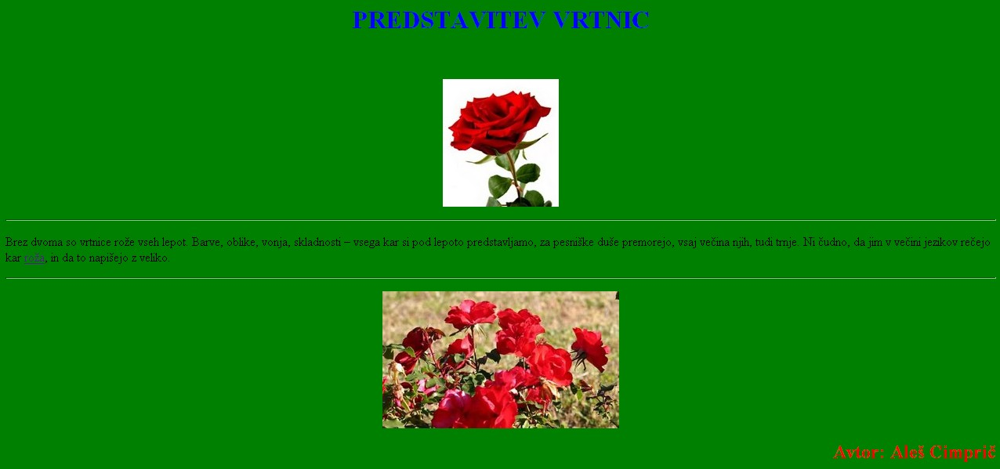 PREDSTAVITEV VRTNIC
Brez dvoma so vrtnice rože vseh lepot. Barve, oblike, vonja, skladnosti – vsega kar si pod lepoto predstavljamo, za pesniške duše premorejo, vsaj večina njih, tudi trnje. Ni čudno, da jim v večini jezikov rečejo
kar roža, in da to napišejo z veliko.
Avtor: Aleš Cimprič